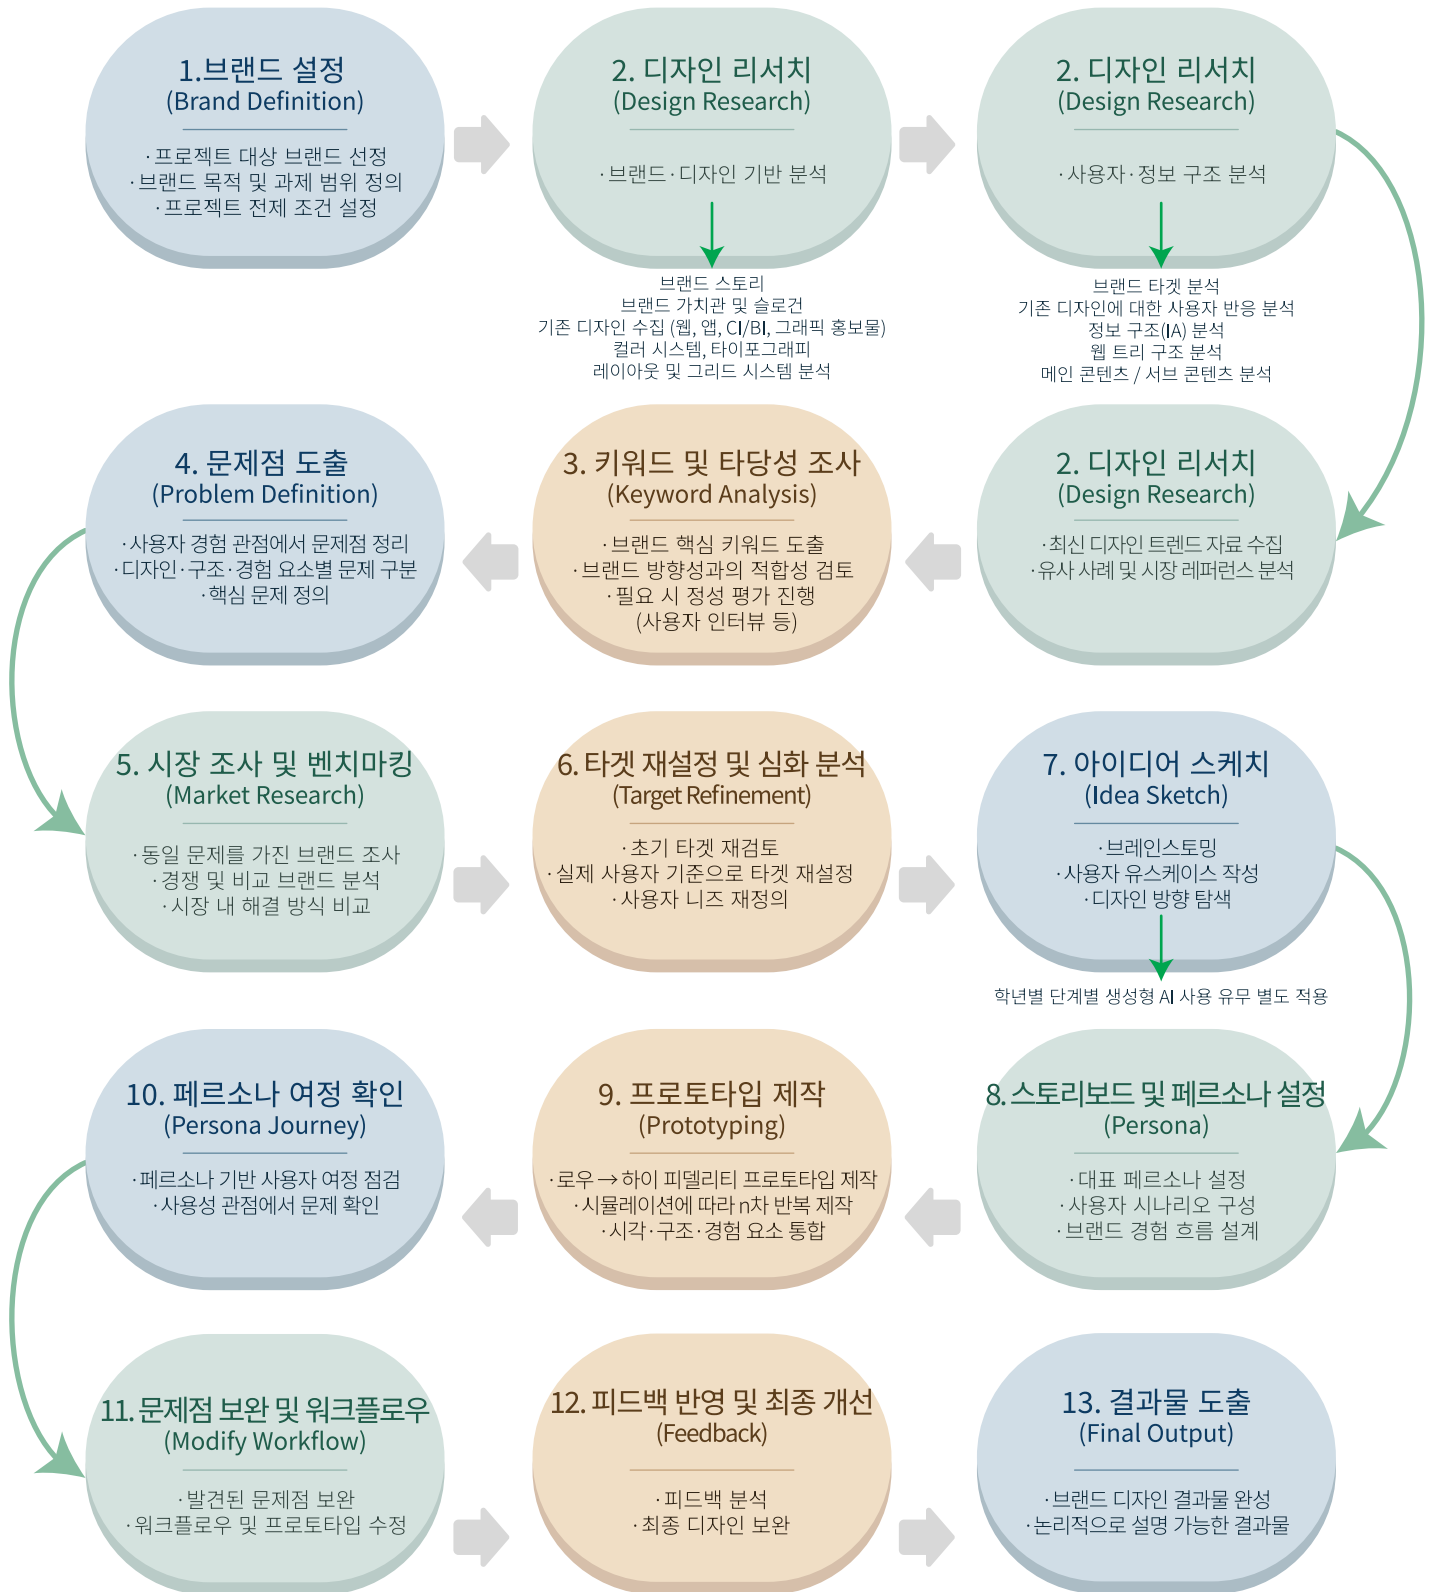 1.브랜드 설정
(Brand Definition)
·프로젝트 대상 브랜드 선정
·브랜드 목적 및 과제 범위 정의
·프로젝트 전제 조건 설정
2. 디자인 리서치
(Design Research)
·브랜드·디자인 기반 분석
브랜드 스토리
브랜드 가치관 및 슬로건
기존 디자인 수집 (웹, 앱, CI/BI, 그래픽 홍보물)
컬러 시스템, 타이포그래피
레이아웃 및 그리드 시스템 분석
2. 디자인 리서치
(Design Research)
·사용자·정보 구조 분석
브랜드 타겟 분석
기존 디자인에 대한 사용자 반응 분석
정보 구조(IA) 분석
웹 트리 구조 분석
메인 콘텐츠 / 서브 콘텐츠 분석
2. 디자인 리서치
(Design Research)
·최신 디자인 트렌드 자료 수집
·유사 사례 및 시장 레퍼런스 분석
3. 키워드 및 타당성 조사
(Keyword Analysis)
·브랜드 핵심 키워드 도출
·브랜드 방향성과의 적합성 검토
·필요 시 정성 평가 진행
(사용자 인터뷰 등)
4. 문제점 도출
(Problem Definition)
·사용자 경험 관점에서 문제점 정리
·디자인·구조·경험 요소별 문제 구분
·핵심 문제 정의
5. 시장 조사 및 벤치마킹
(Market Research)
·동일 문제를 가진 브랜드 조사
·경쟁 및 비교 브랜드 분석
·시장 내 해결 방식 비교
6. 타겟 재설정 및 심화 분석
(Target Refinement)
·초기 타겟 재검토
·실제 사용자 기준으로 타겟 재설정
·사용자 니즈 재정의
7. 아이디어 스케치
(Idea Sketch)
·브레인스토밍
·사용자 유스케이스 작성
·디자인 방향 탐색
학년별 단계별 생성형 AI 사용 유무 별도 적용
8. 스토리보드 및 페르소나 설정
(Persona)
·대표 페르소나 설정
·사용자 시나리오 구성
·브랜드 경험 흐름 설계
9. 프로토타입 제작
(Prototyping)
·로우 → 하이 피델리티 프로토타입 제작
·시뮬레이션에 따라 n차 반복 제작
·시각·구조·경험 요소 통합
10. 페르소나 여정 확인
(Persona Journey)
·페르소나 기반 사용자 여정 점검
·사용성 관점에서 문제 확인
11. 문제점 보완 및 워크플로우
(Modify Workflow)
·발견된 문제점 보완
·워크플로우 및 프로토타입 수정
12. 피드백 반영 및 최종 개선
(Feedback)
·피드백 분석
·최종 디자인 보완
13. 결과물 도출
(Final Output)
·브랜드 디자인 결과물 완성
·논리적으로 설명 가능한 결과물